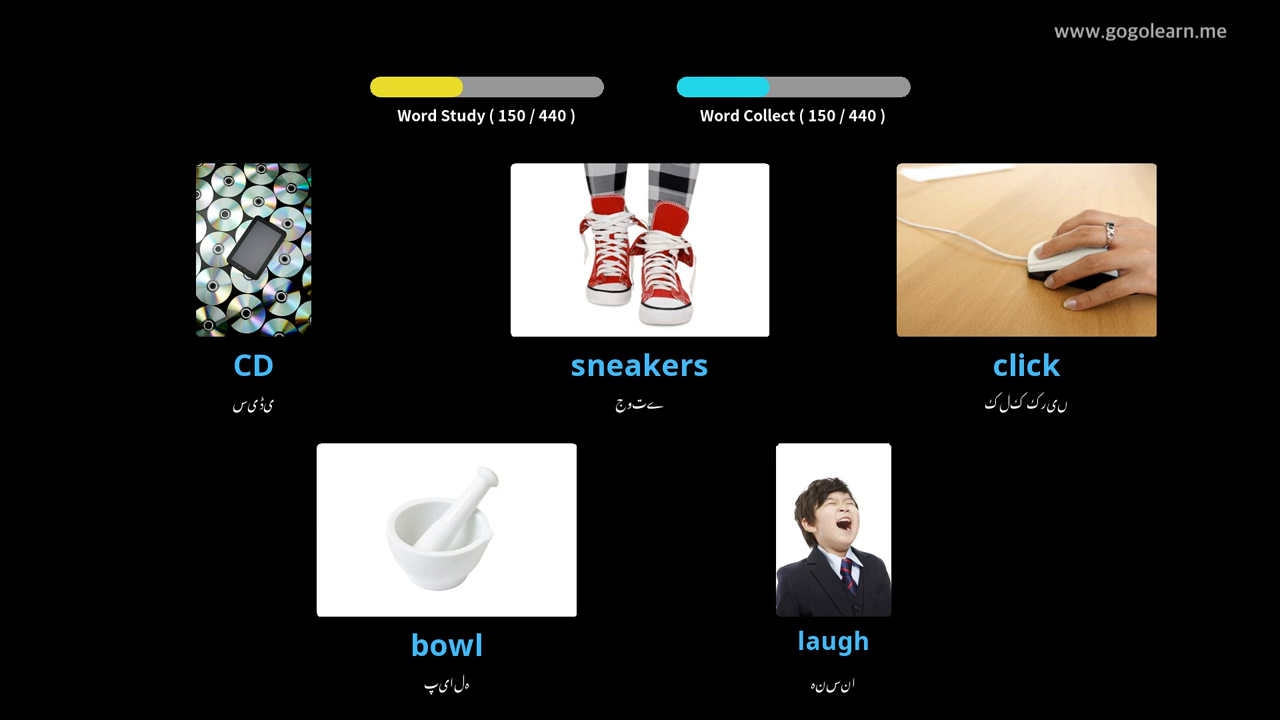 www.gogolearn.me
Word Study ( 150 / 440 )
Word Collect ( 150 / 440 )
CD
sneakers
click
سی ڈی
جوتے
کلک کریں
bowl
laugh
پیالہ
ہنسنا